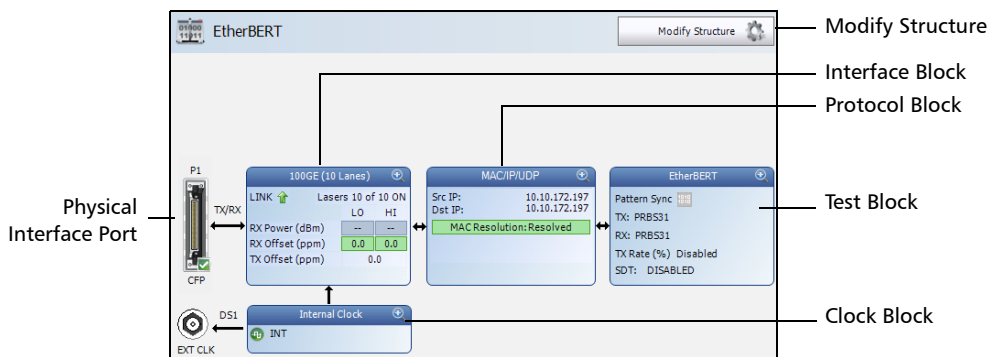 01000
11011
EtherBERT
Modify Structure
Modify Structure
Interface Block
Protocol Block
P1
100GE (10 Lanes)
LINK
Lasers 10 of 10 ON
LO HI
RX Power (dBm) -- --
RX Offset (ppm) 0.0 0.0
TX Offset (ppm) 0.0
TX/RX
CFP
Physical
Interface Port
MAC/IP/UDP
Src IP: 10.10.172.197
Dst IP: 10.10.172.197
MAC Resolution: Resolved
EtherBERT
Pattern Sync
TX: PRBS31
RX: PRBS31
TX Rate (%) Disabled
SDT: DISABLED
Test Block
Internal Clock
INT
DS1
EXT CLK
Clock Block